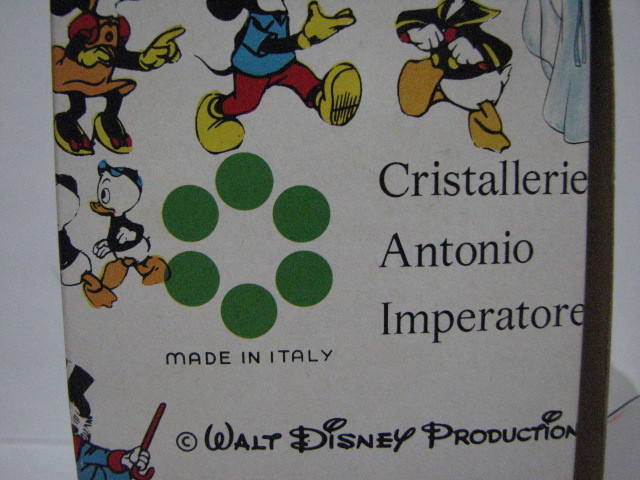 Cristallerie
Antonio
Imperatore
MADE IN ITALY
© WALT DISNEY PRODUCTION